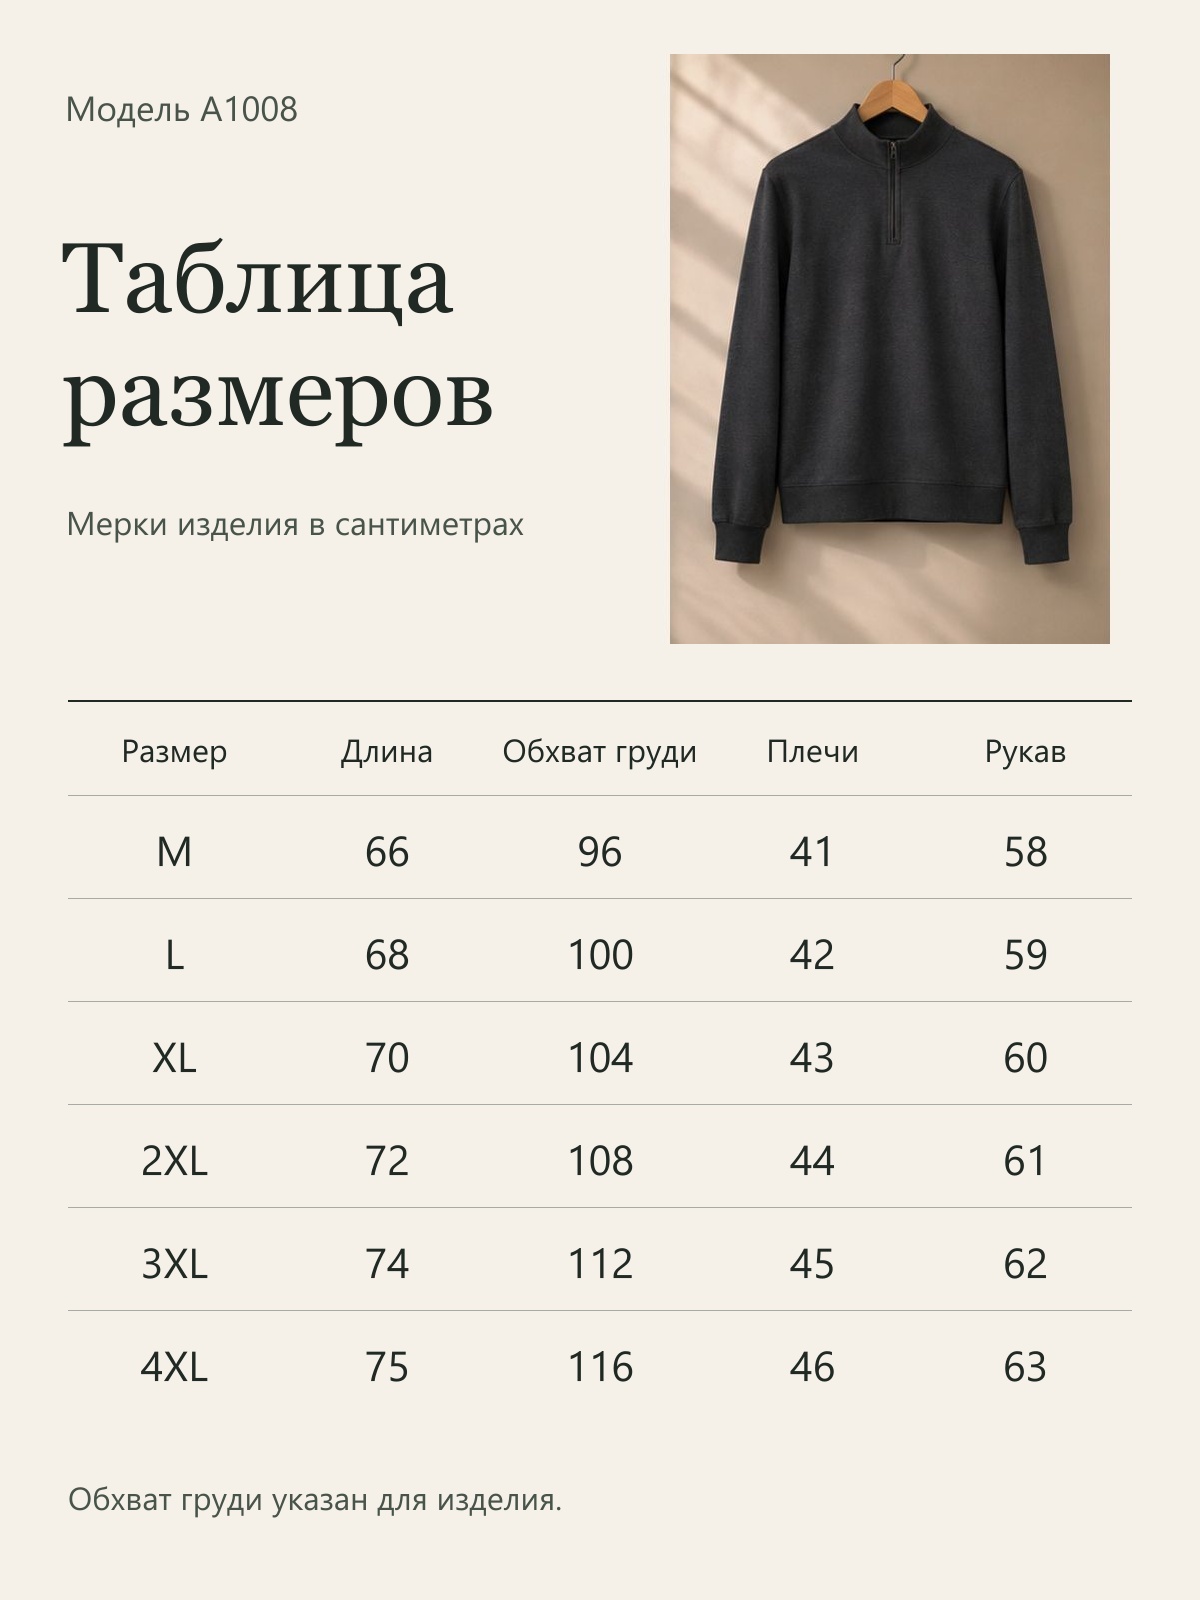 Модель A1008
Таблица
размеров
Мерки изделия в сантиметрах
Размер Длина Обхват груди Плечи Рукав
M 66 96 41 58
L 68 100 42 59
XL 70 104 43 60
2XL 72 108 44 61
3XL 74 112 45 62
4XL 75 116 46 63
Обхват груди указан для изделия.